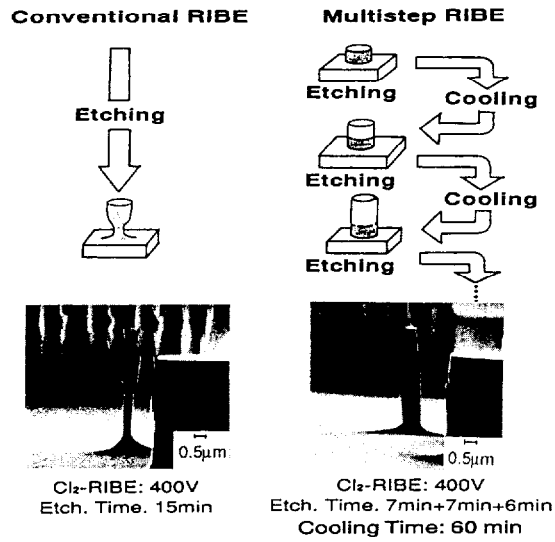 Conventional RIBE
Etching
0.5μm
Cl₂-RIBE: 400V
Etch. Time. 15min
Multistep RIBE
Etching
Cooling
Etching
Cooling
Etching
0.5μm
Cl₂-RIBE: 400V
Etch. Time. 7min+7min+6min
Cooling Time: 60 min